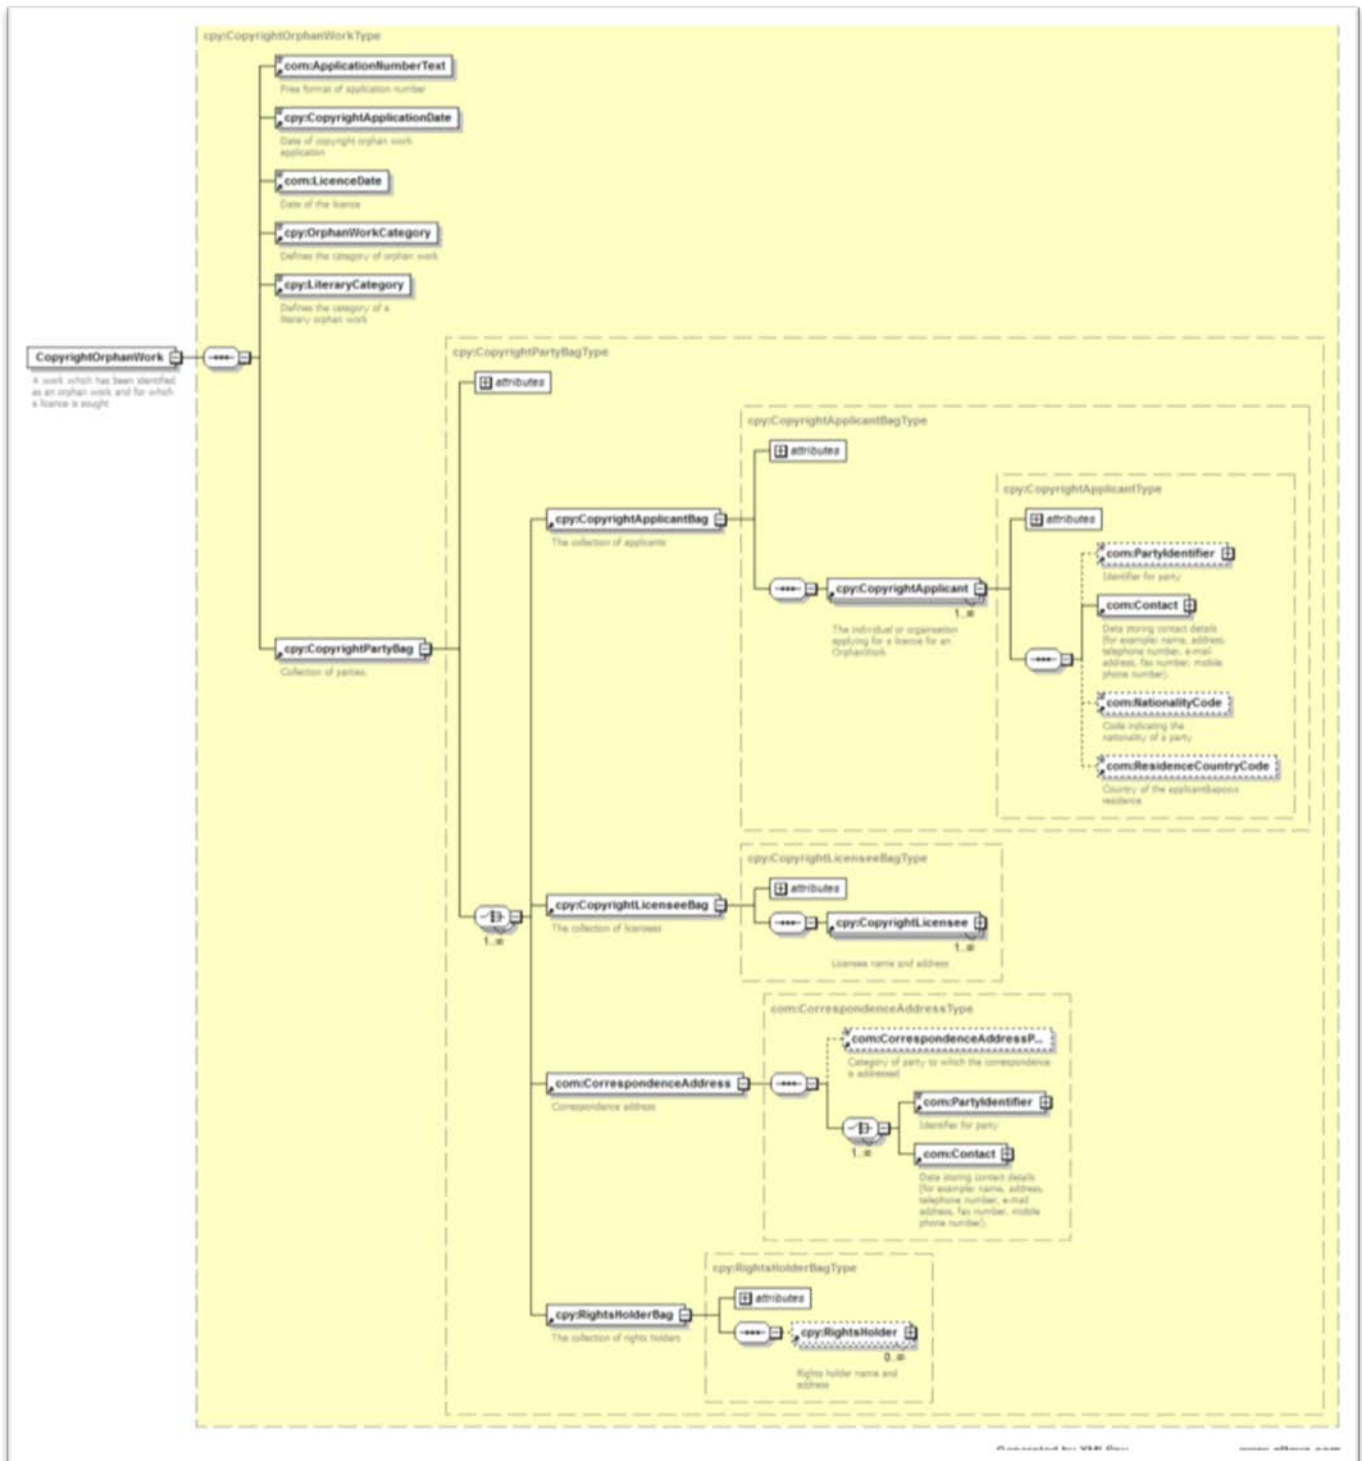 cpy:CopyrightOrphanWorkType
com:ApplicationNumberText
Free format of application number
cpy:CopyrightApplicationDate
Date of copyright orphan work
application
com:LicenceDate
Date of the licence
cpy:OrphanWorkCategory
Defines the category of orphan work
cpy:LiteraryCategory
Defines the category of a
literary orphan work
CopyrightOrphanWork
A work which has been identified
as an orphan work and for which
a licence is sought
cpy:CopyrightPartyBag
Collection of parties.
cpy:CopyrightPartyBagType
attributes
1..∞
cpy:CopyrightApplicantBag
The collection of applicants
cpy:CopyrightApplicantBagType
attributes
cpy:CopyrightApplicant
1..∞
The individual or organisation
applying for a license for an
OrphanWork
cpy:CopyrightApplicantType
attributes
com:PartyIdentifier
Identifier for party
com:Contact
Data storing contact details
(for example: name, address,
telephone number, e-mail
address, fax number, mobile
phone number).
com:NationalityCode
Code indicating the
nationality of a party
com:ResidenceCountryCode
Country of the applicant&aposs
residence
cpy:CopyrightLicenseeBag
The collection of licensees
cpy:CopyrightLicenseeBagType
attributes
cpy:CopyrightLicensee
1..∞
Licensee name and address
com:CorrespondenceAddress
Correspondence address
com:CorrespondenceAddressType
com:CorrespondenceAddressP...
Category of party to which the correspondence
is addressed
1..∞
com:PartyIdentifier
Identifier for party
com:Contact
Data storing contact details
(for example: name, address,
telephone number, e-mail
address, fax number, mobile
phone number).
cpy:RightsHolderBag
The collection of rights holders
cpy:RightsHolderBagType
attributes
cpy:RightsHolder
0..∞
Rights holder name and
address
Generated by XMLSpy
www.altova.com